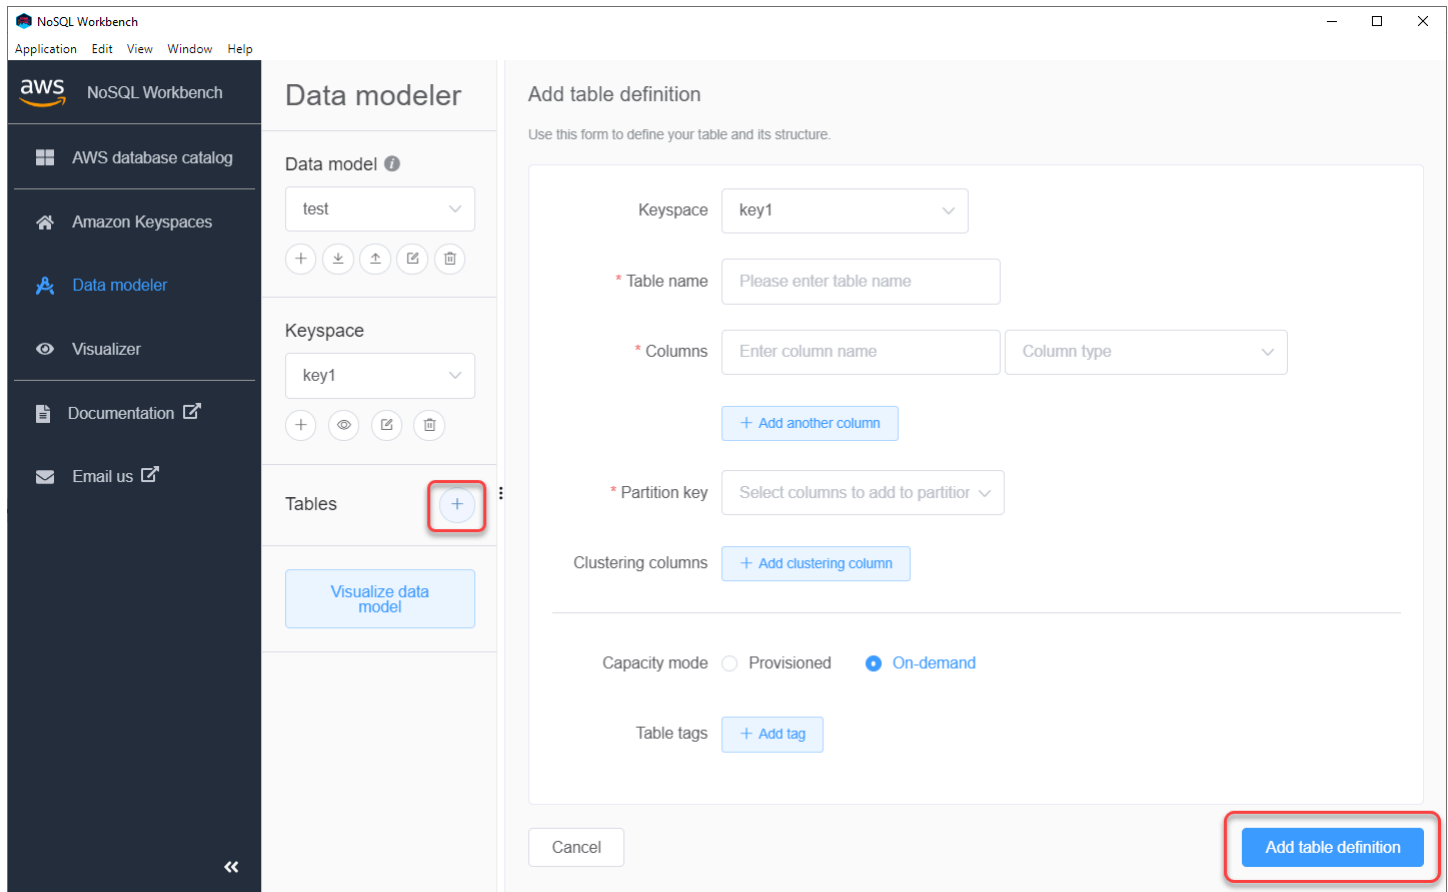 NoSQL Workbench
Application Edit View Window Help
aws NoSQL Workbench
AWS database catalog
Amazon Keyspaces
Data modeler
Visualizer
Documentation
Email us
Data modeler
Data model i
test
Keyspace
key1
Tables
Visualize data
model
Add table definition
Use this form to define your table and its structure.
Keyspace key1
* Table name Please enter table name
* Columns Enter column name Column type
+ Add another column
* Partition key Select columns to add to partitior
Clustering columns + Add clustering column
Capacity mode Provisioned On-demand
Table tags + Add tag
Cancel Add table definition